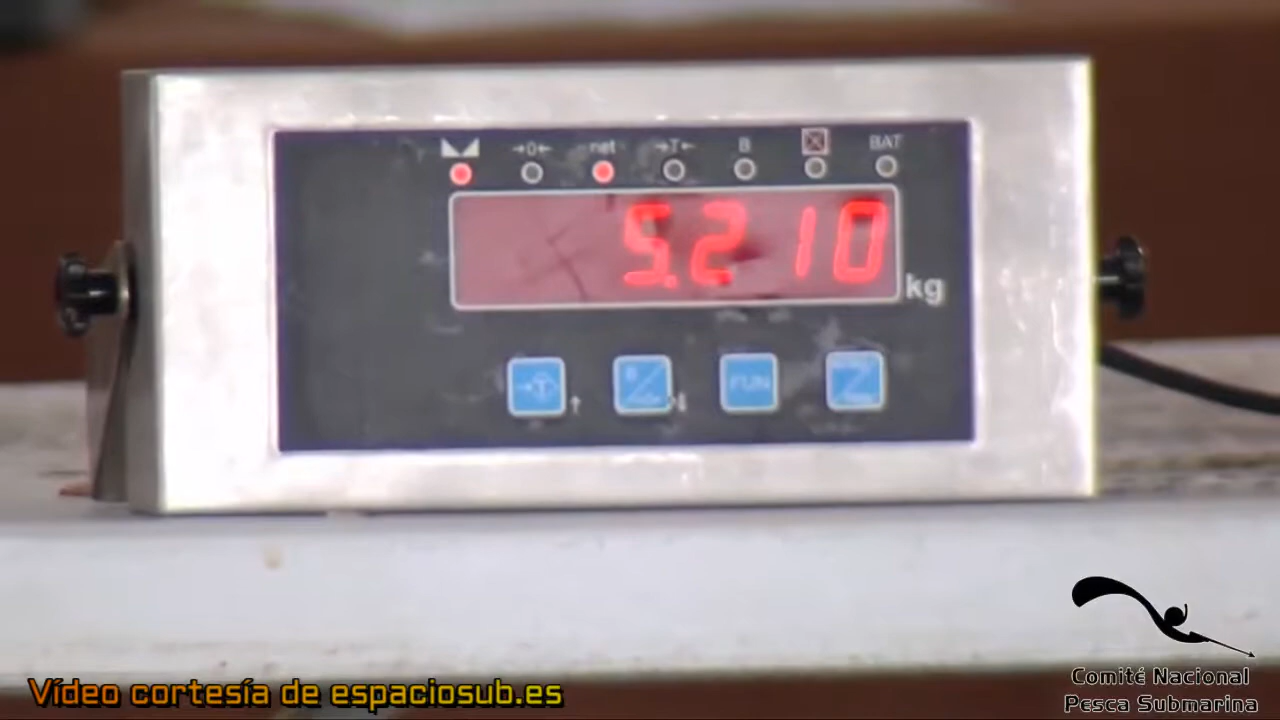 →0← net →T← B BAT
5.210
kg
FUN
Vídeo cortesía de espaciosub.es
Comité Nacional
Pesca Submarina